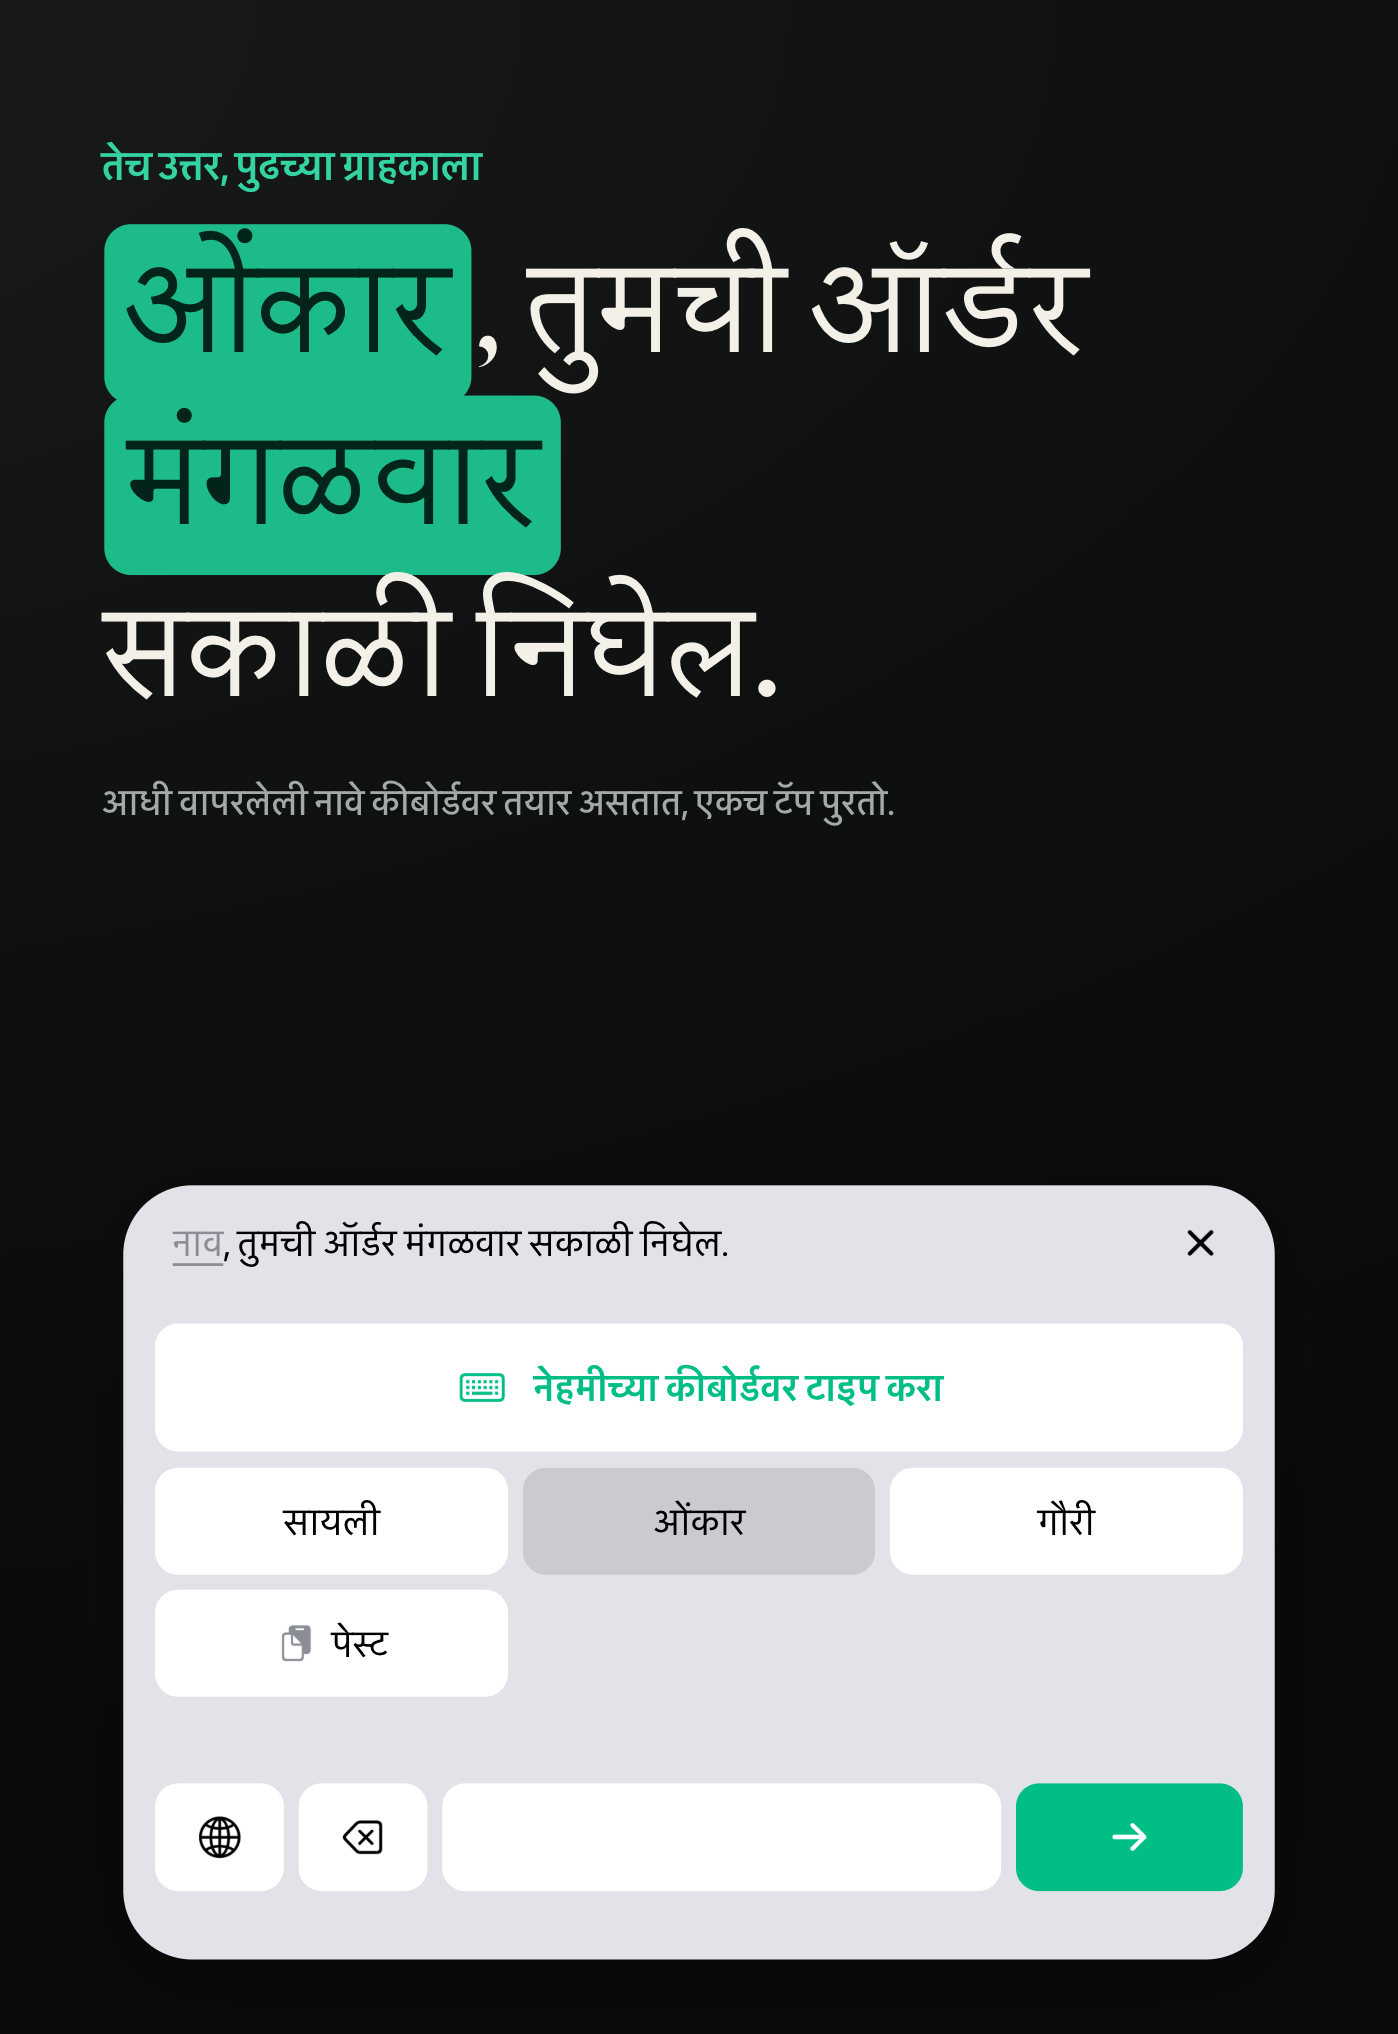 तेच उत्तर, पुढच्या ग्राहकाला
ओंकार, तुमची ऑर्डर
मंगळवार
सकाळी निघेल.
आधी वापरलेली नावे कीबोर्डवर तयार असतात, एकच टॅप पुरतो.
नाव, तुमची ऑर्डर मंगळवार सकाळी निघेल.
नेहमीच्या कीबोर्डवर टाइप करा
सायली
ओंकार
गौरी
पेस्ट